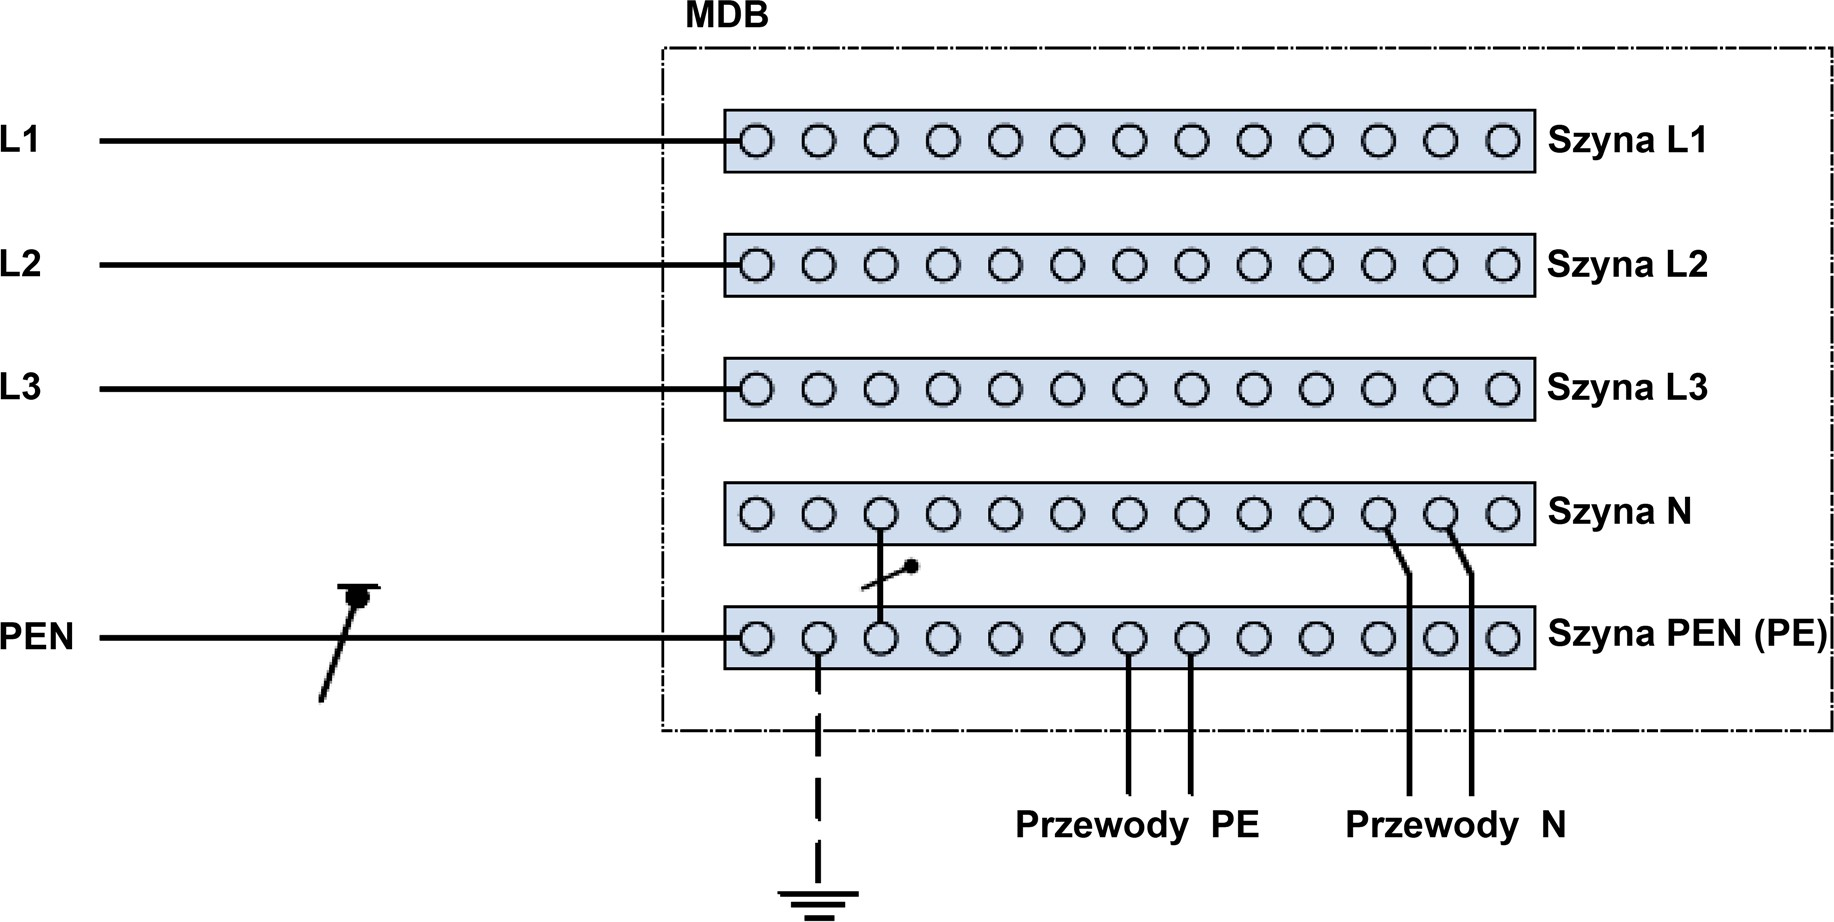 MDB
L1
Szyna L1
L2
Szyna L2
L3
Szyna L3
Szyna N
PEN
Szyna PEN (PE)
Przewody PE
Przewody N